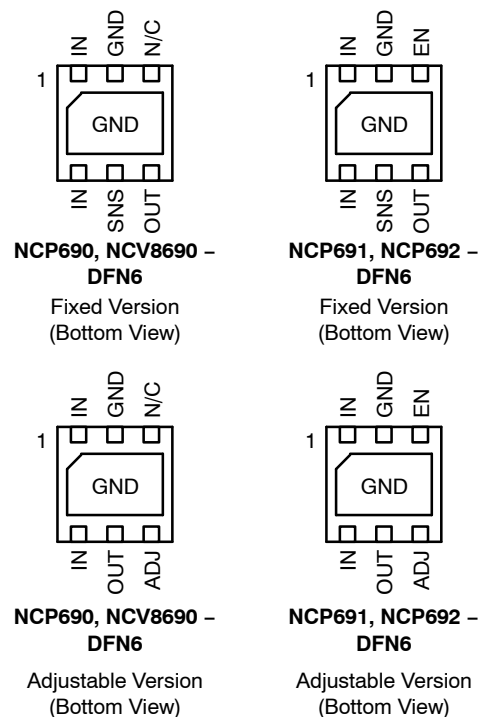 IN GND N/C
1
GND
IN SNS OUT
NCP690, NCV8690 –
DFN6
Fixed Version
(Bottom View)
IN GND EN
1
GND
IN SNS OUT
NCP691, NCP692 –
DFN6
Fixed Version
(Bottom View)
IN GND N/C
1
GND
IN OUT ADJ
NCP690, NCV8690 –
DFN6
Adjustable Version
(Bottom View)
IN GND EN
1
GND
IN OUT ADJ
NCP691, NCP692 –
DFN6
Adjustable Version
(Bottom View)